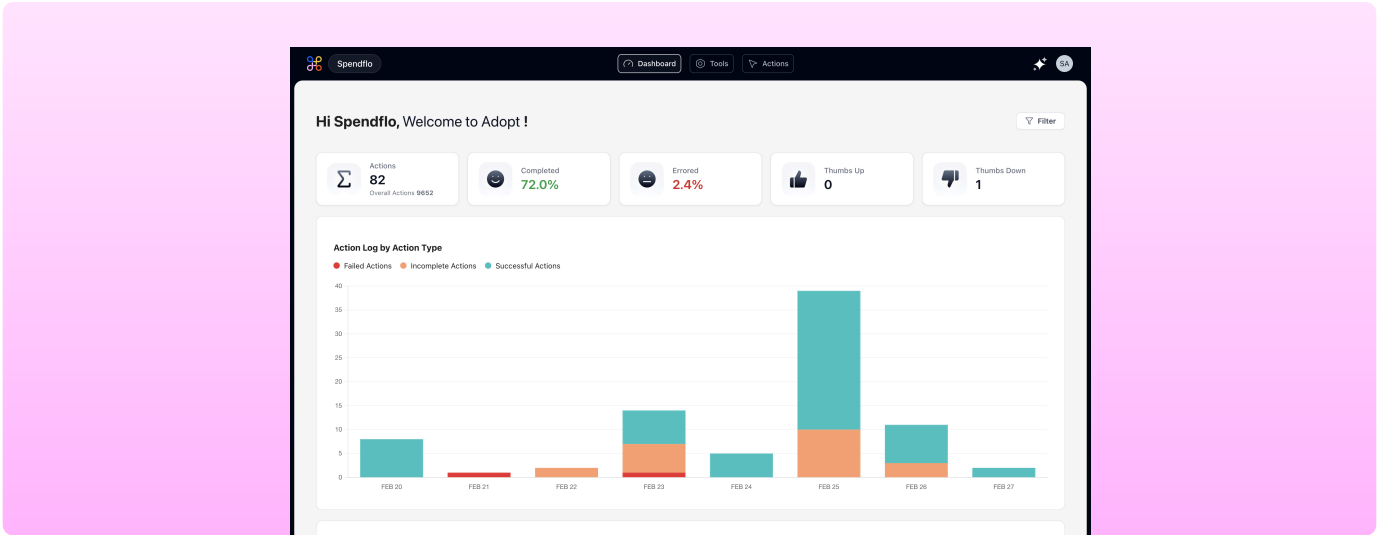 Spendflo
Dashboard
Tools
Actions
SA
Hi Spendflo, Welcome to Adopt !
Filter
Actions
82
Overall Actions 9652
Completed
72.0%
Errored
2.4%
Thumbs Up
0
Thumbs Down
1
Action Log by Action Type
Failed Actions
Incomplete Actions
Successful Actions
40
35
30
25
20
15
10
5
0
FEB 20
FEB 21
FEB 22
FEB 23
FEB 24
FEB 25
FEB 26
FEB 27